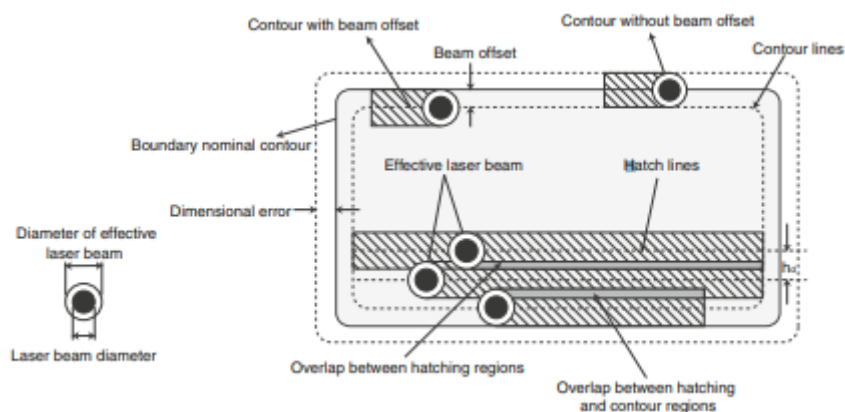 Contour with beam offset
Contour without beam offset
Beam offset
Contour lines
Boundary nominal contour
Effective laser beam
Hatch lines
Dimensional error
Diameter of effective
laser beam
hd
Laser beam diameter
Overlap between hatching regions
Overlap between hatching
and contour regions